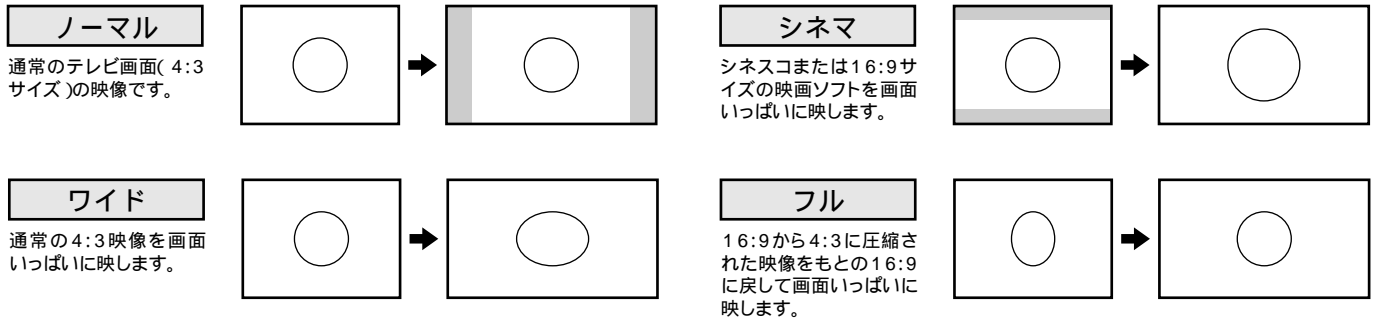 ノーマル
通常のテレビ画面( 4:3
サイズ )の映像です。
シネマ
シネスコまたは16:9サ
イズの映画ソフトを画面
いっぱいに映します。
ワイド
通常の4:3映像を画面
いっぱいに映します。
フル
16:9から4:3に圧縮さ
れた映像をもとの16:9
に戻して画面いっぱいに
映します。